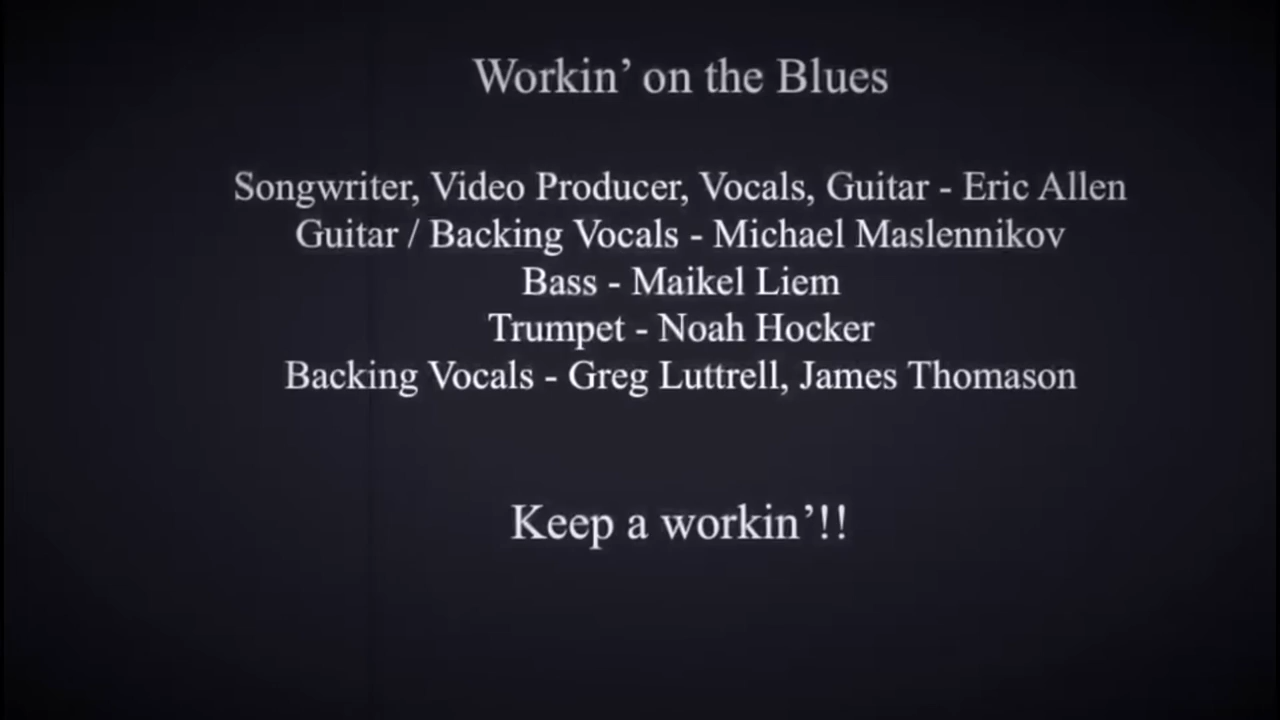 Workin’ on the Blues
Songwriter, Video Producer, Vocals, Guitar - Eric Allen
Guitar / Backing Vocals - Michael Maslennikov
Bass - Maikel Liem
Trumpet - Noah Hocker
Backing Vocals - Greg Luttrell, James Thomason
Keep a workin’!!